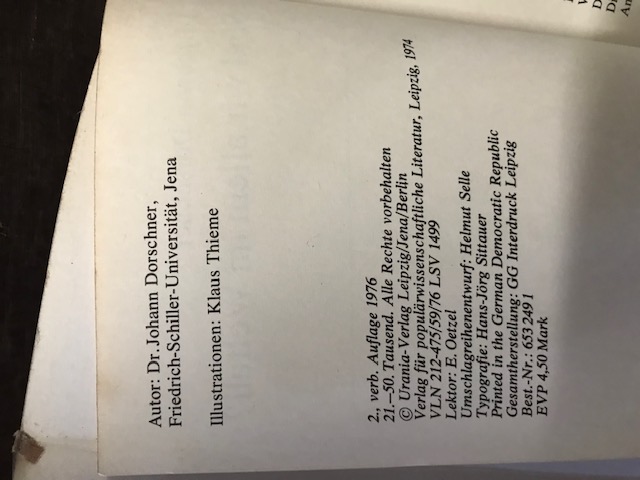 Autor: Dr. Johann Dorschner,
Friedrich-Schiller-Universität, Jena
Illustrationen: Klaus Thieme
2., verb. Auflage 1976
21.–50. Tausend. Alle Rechte vorbehalten
© Urania-Verlag Leipzig/Jena/Berlin
Verlag für populärwissenschaftliche Literatur, Leipzig, 1974
VLN 212-475/59/76 LSV 1499
Lektor: E. Oetzel
Umschlagreihenentwurf: Helmut Selle
Typografie: Hans-Jörg Sittauer
Printed in the German Democratic Republic
Gesamtherstellung: GG Interdruck Leipzig
Best.-Nr.: 653 249 1
EVP 4,50 Mark